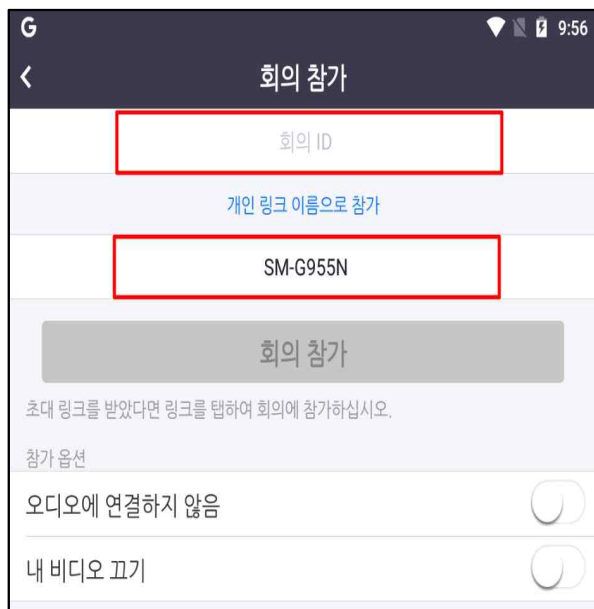 G 9:56
회의 참가
회의 ID
개인 링크 이름으로 참가
SM-G955N
회의 참가
초대 링크를 받았다면 링크를 탭하여 회의에 참가하십시오.
참가 옵션
오디오에 연결하지 않음
내 비디오 끄기